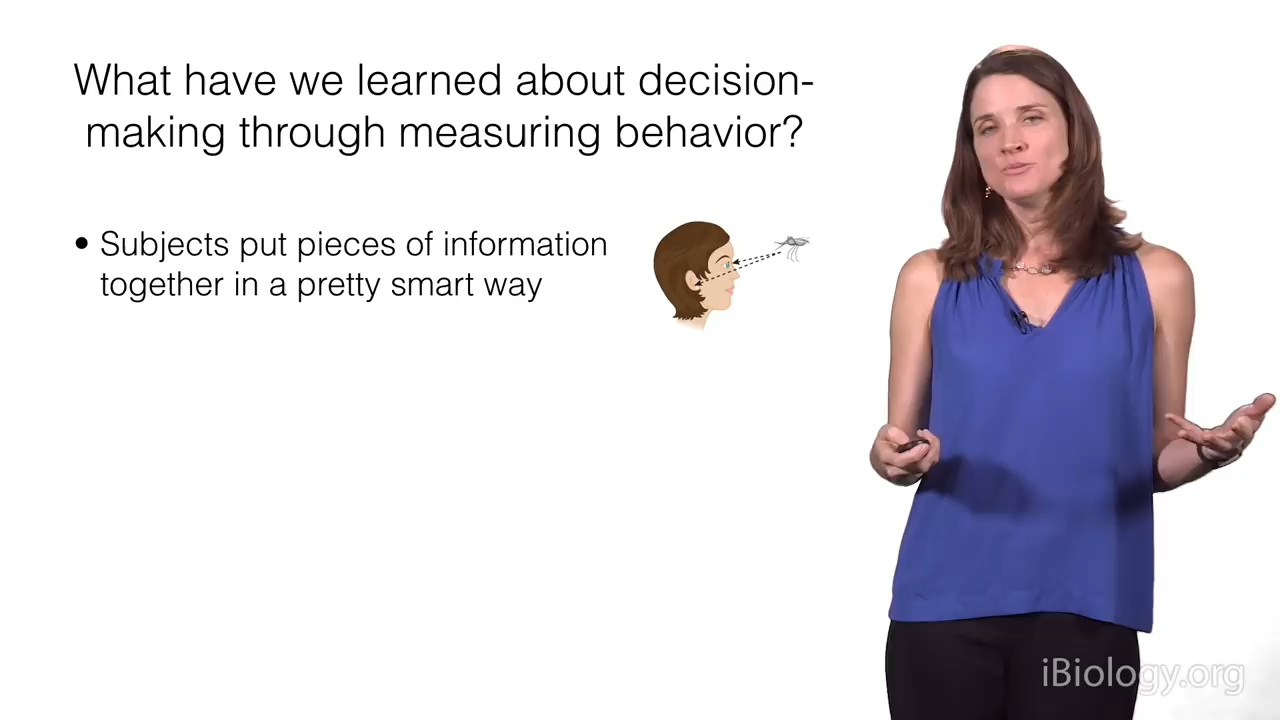 What have we learned about decision-
making through measuring behavior?
• Subjects put pieces of information
together in a pretty smart way
iBiology.org